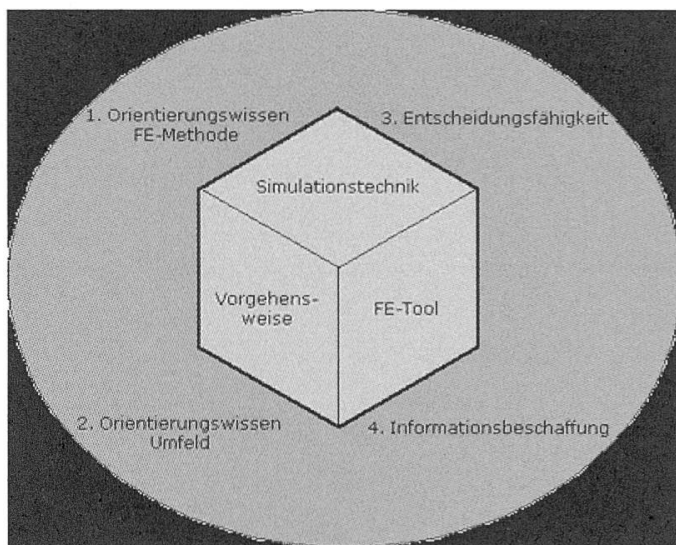 1. Orientierungswissen
FE-Methode
3. Entscheidungsfähigkeit
Simulationstechnik
Vorgehens-
weise
FE-Tool
2. Orientierungswissen
Umfeld
4. Informationsbeschaffung